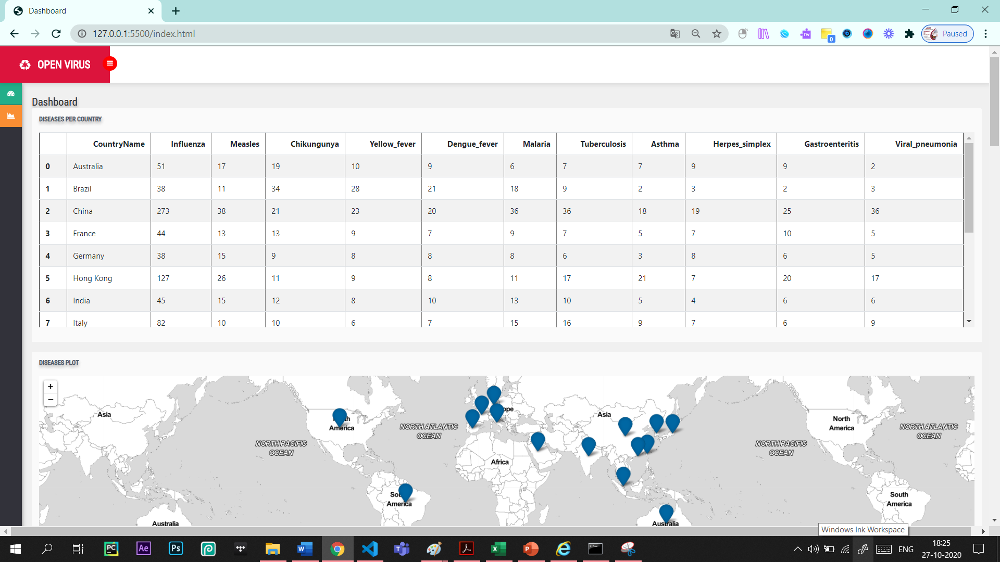 Dashboard
127.0.0.1:5500/index.html
Paused
0
rw
OPEN VIRUS
Dashboard
DISEASES PER COUNTRY
CountryName Influenza Measles Chikungunya Yellow_fever Dengue_fever Malaria Tuberculosis Asthma Herpes_simplex Gastroenteritis Viral_pneumonia
0 Australia 51 17 19 10 9 6 7 7 9 9 2
1 Brazil 38 11 34 28 21 18 9 2 3 2 3
2 China 273 38 21 23 20 36 36 18 19 25 36
3 France 44 13 13 9 7 9 7 5 7 10 5
4 Germany 38 15 9 8 8 8 6 3 8 6 5
5 Hong Kong 127 26 11 9 8 11 17 21 7 20 17
6 India 45 15 12 8 10 13 10 5 4 6 6
7 Italy 82 10 10 6 7 15 16 9 7 6 9
DISEASES PLOT
+
−
Asia
America
NORTH PACIFIC
OCEAN
NORTH ATLANTIC
OCEAN
Africa
Asia
America
Australia
NORTH PACIFIC
OCEAN
North
America
NORTH ATLANTIC
OCEAN
South
America
Australia
Windows Ink Workspace
PC
Ae
Ps
ENG
18:25
27-10-2020